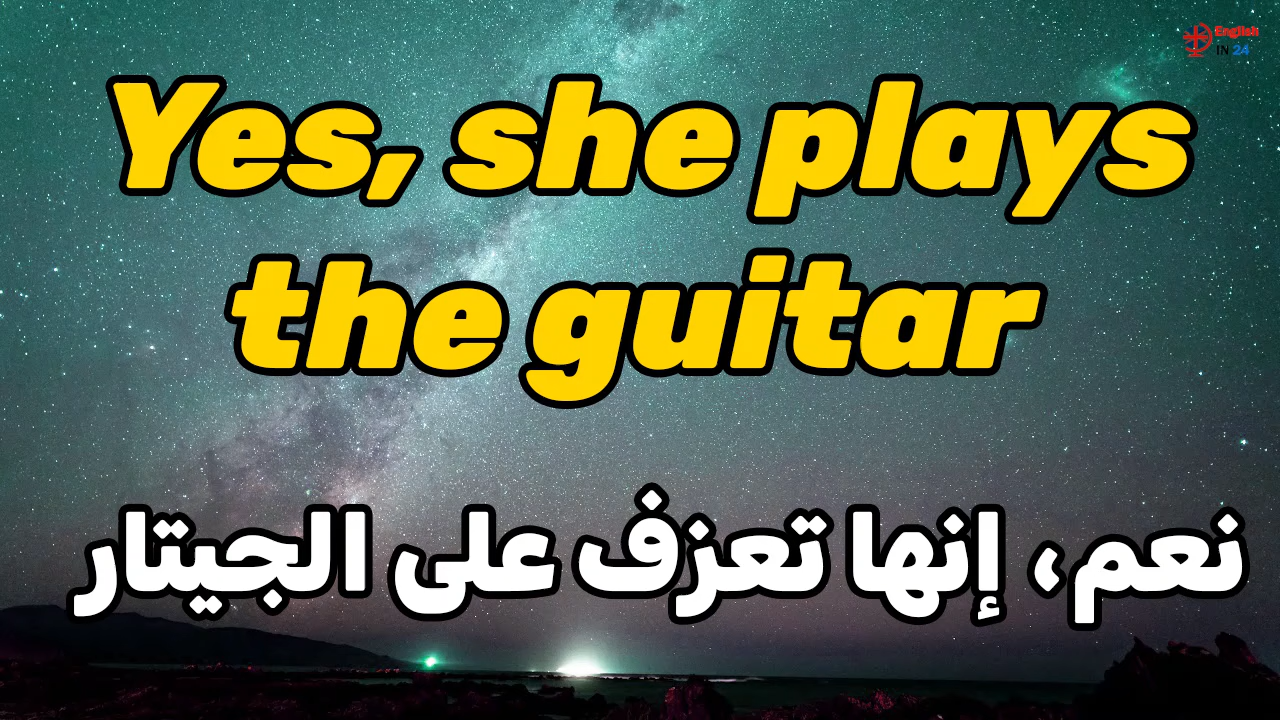 English
IN 24
Yes, she plays
the guitar
نعم، إنها تعزف على الجيتار